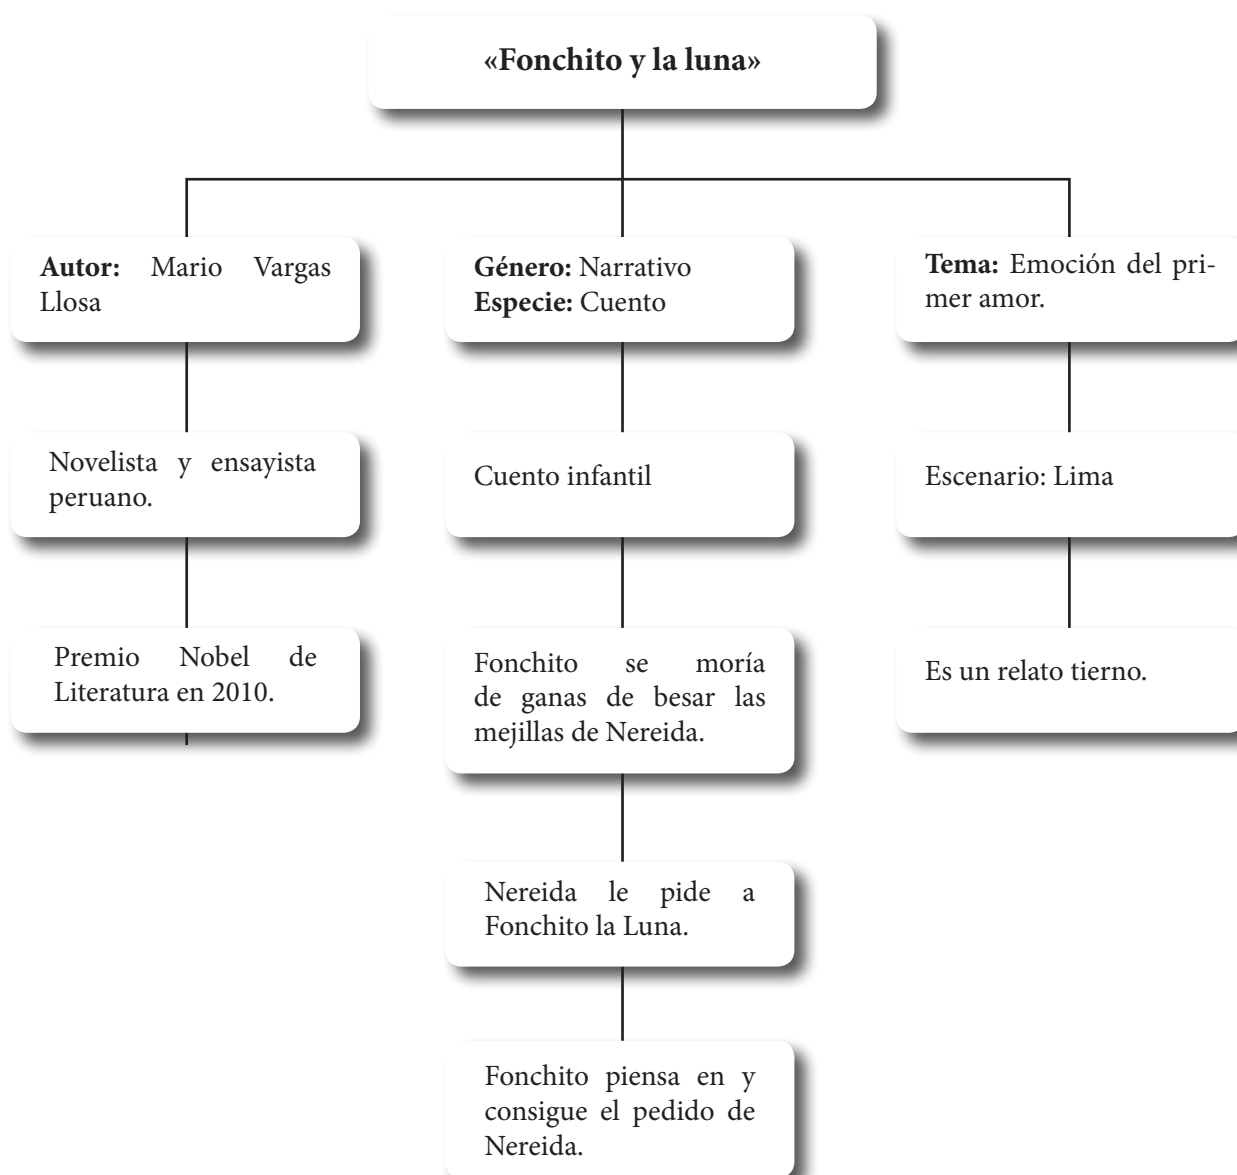 «Fonchito y la luna»
Autor: Mario Vargas
Llosa
Novelista y ensayista
peruano.
Premio Nobel de
Literatura en 2010.
Género: Narrativo
Especie: Cuento
Cuento infantil
Fonchito se moría
de ganas de besar las
mejillas de Nereida.
Nereida le pide a
Fonchito la Luna.
Fonchito piensa en y
consigue el pedido de
Nereida.
Tema: Emoción del pri-
mer amor.
Escenario: Lima
Es un relato tierno.